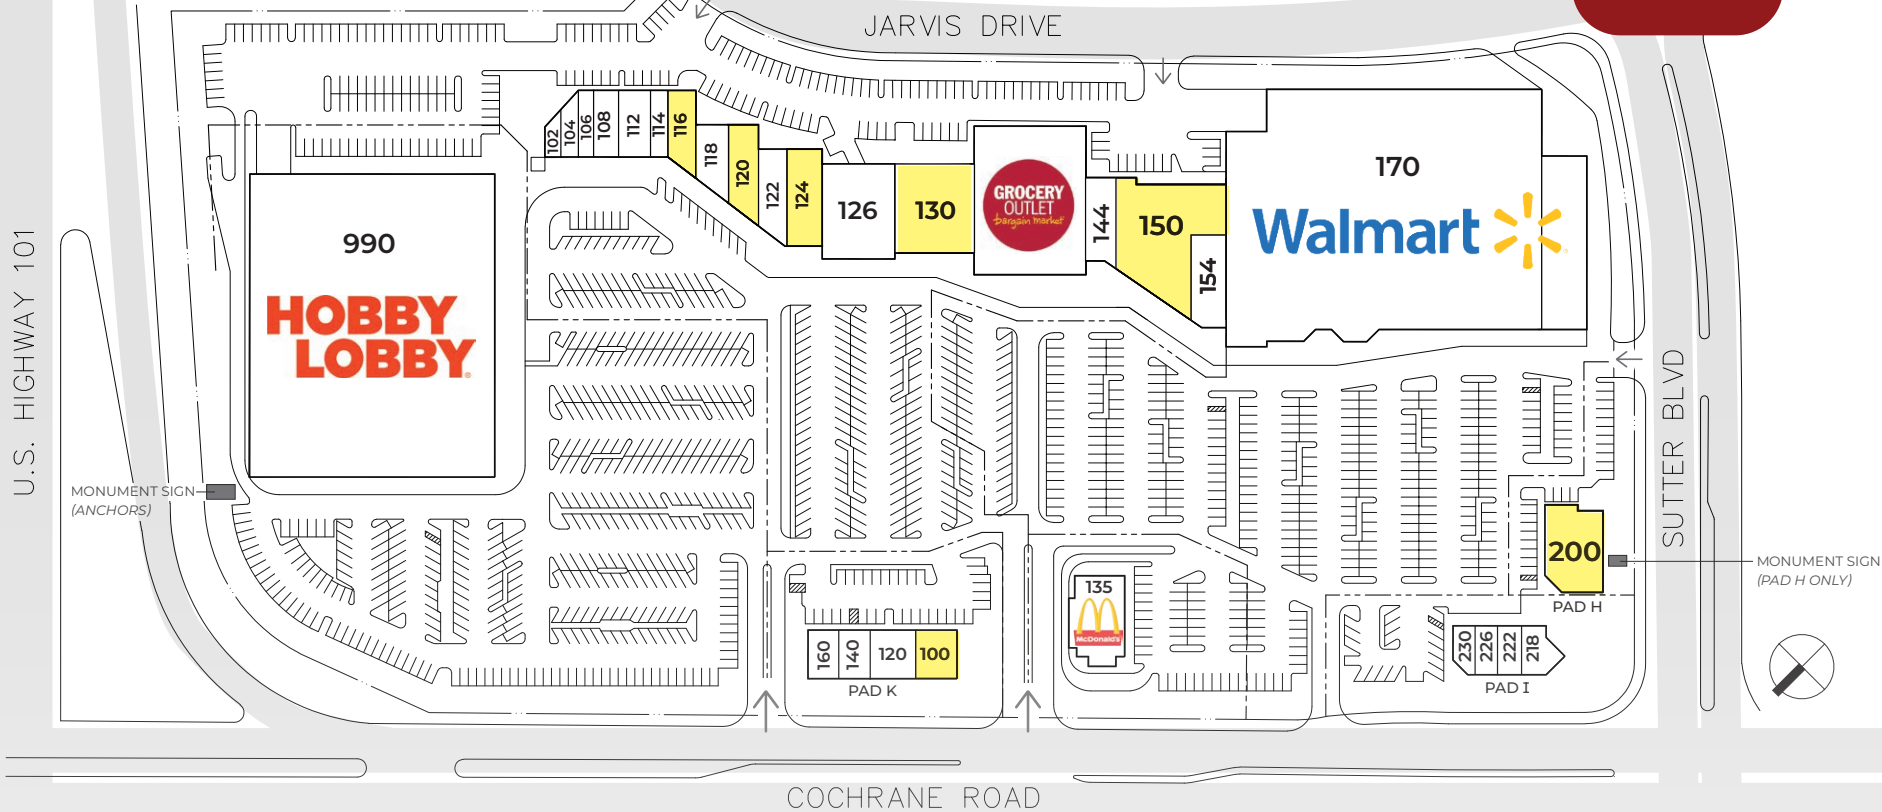 JARVIS DRIVE
102
104
106
108
112
114
116
118
120
122
124
126
130
GROCERY
OUTLET
bargain market
144
150
154
170
Walmart
990
HOBBY
LOBBY
U.S. HIGHWAY 101
SUTTER BLVD
MONUMENT SIGN
(ANCHORS)
200
PAD H
MONUMENT SIGN
(PAD H ONLY)
135
McDonald's
160
140
120
100
PAD K
230
226
222
218
PAD I
COCHRANE ROAD